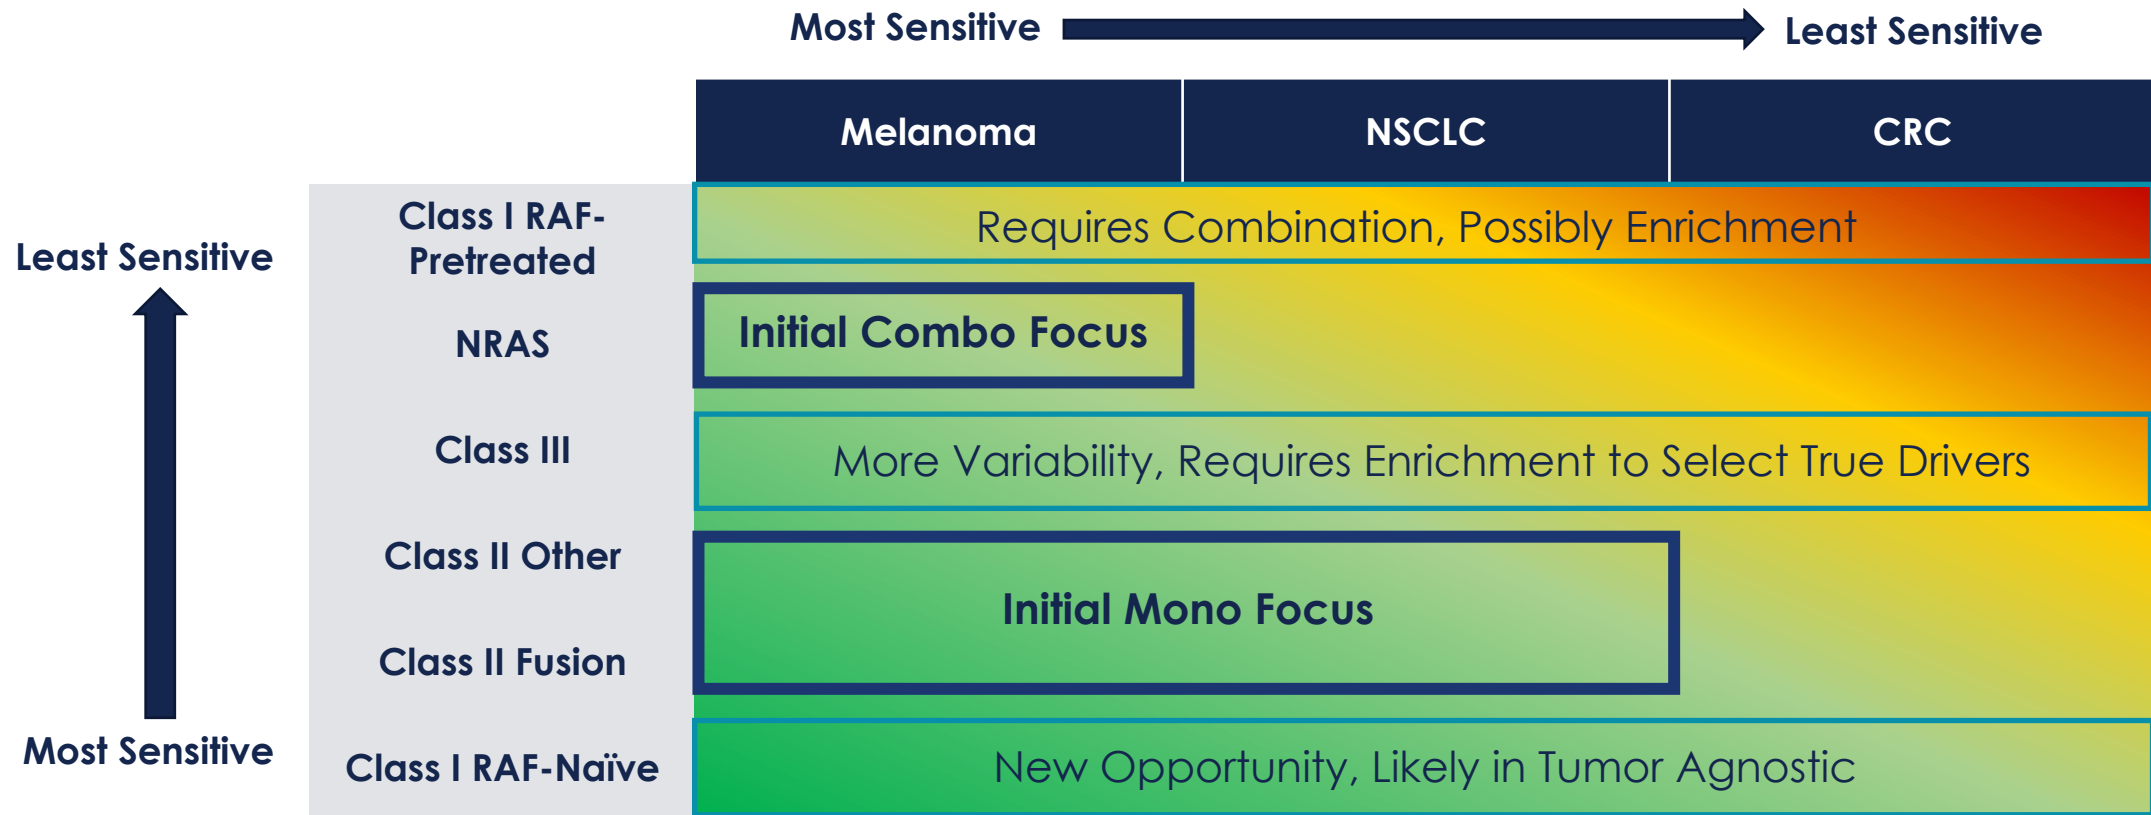 Most Sensitive
Least Sensitive
Melanoma
NSCLC
CRC
Class I RAF-
Pretreated
Requires Combination, Possibly Enrichment
Least Sensitive
NRAS
Initial Combo Focus
Class III
More Variability, Requires Enrichment to Select True Drivers
Class II Other
Initial Mono Focus
Class II Fusion
Most Sensitive
Class I RAF-Naïve
New Opportunity, Likely in Tumor Agnostic